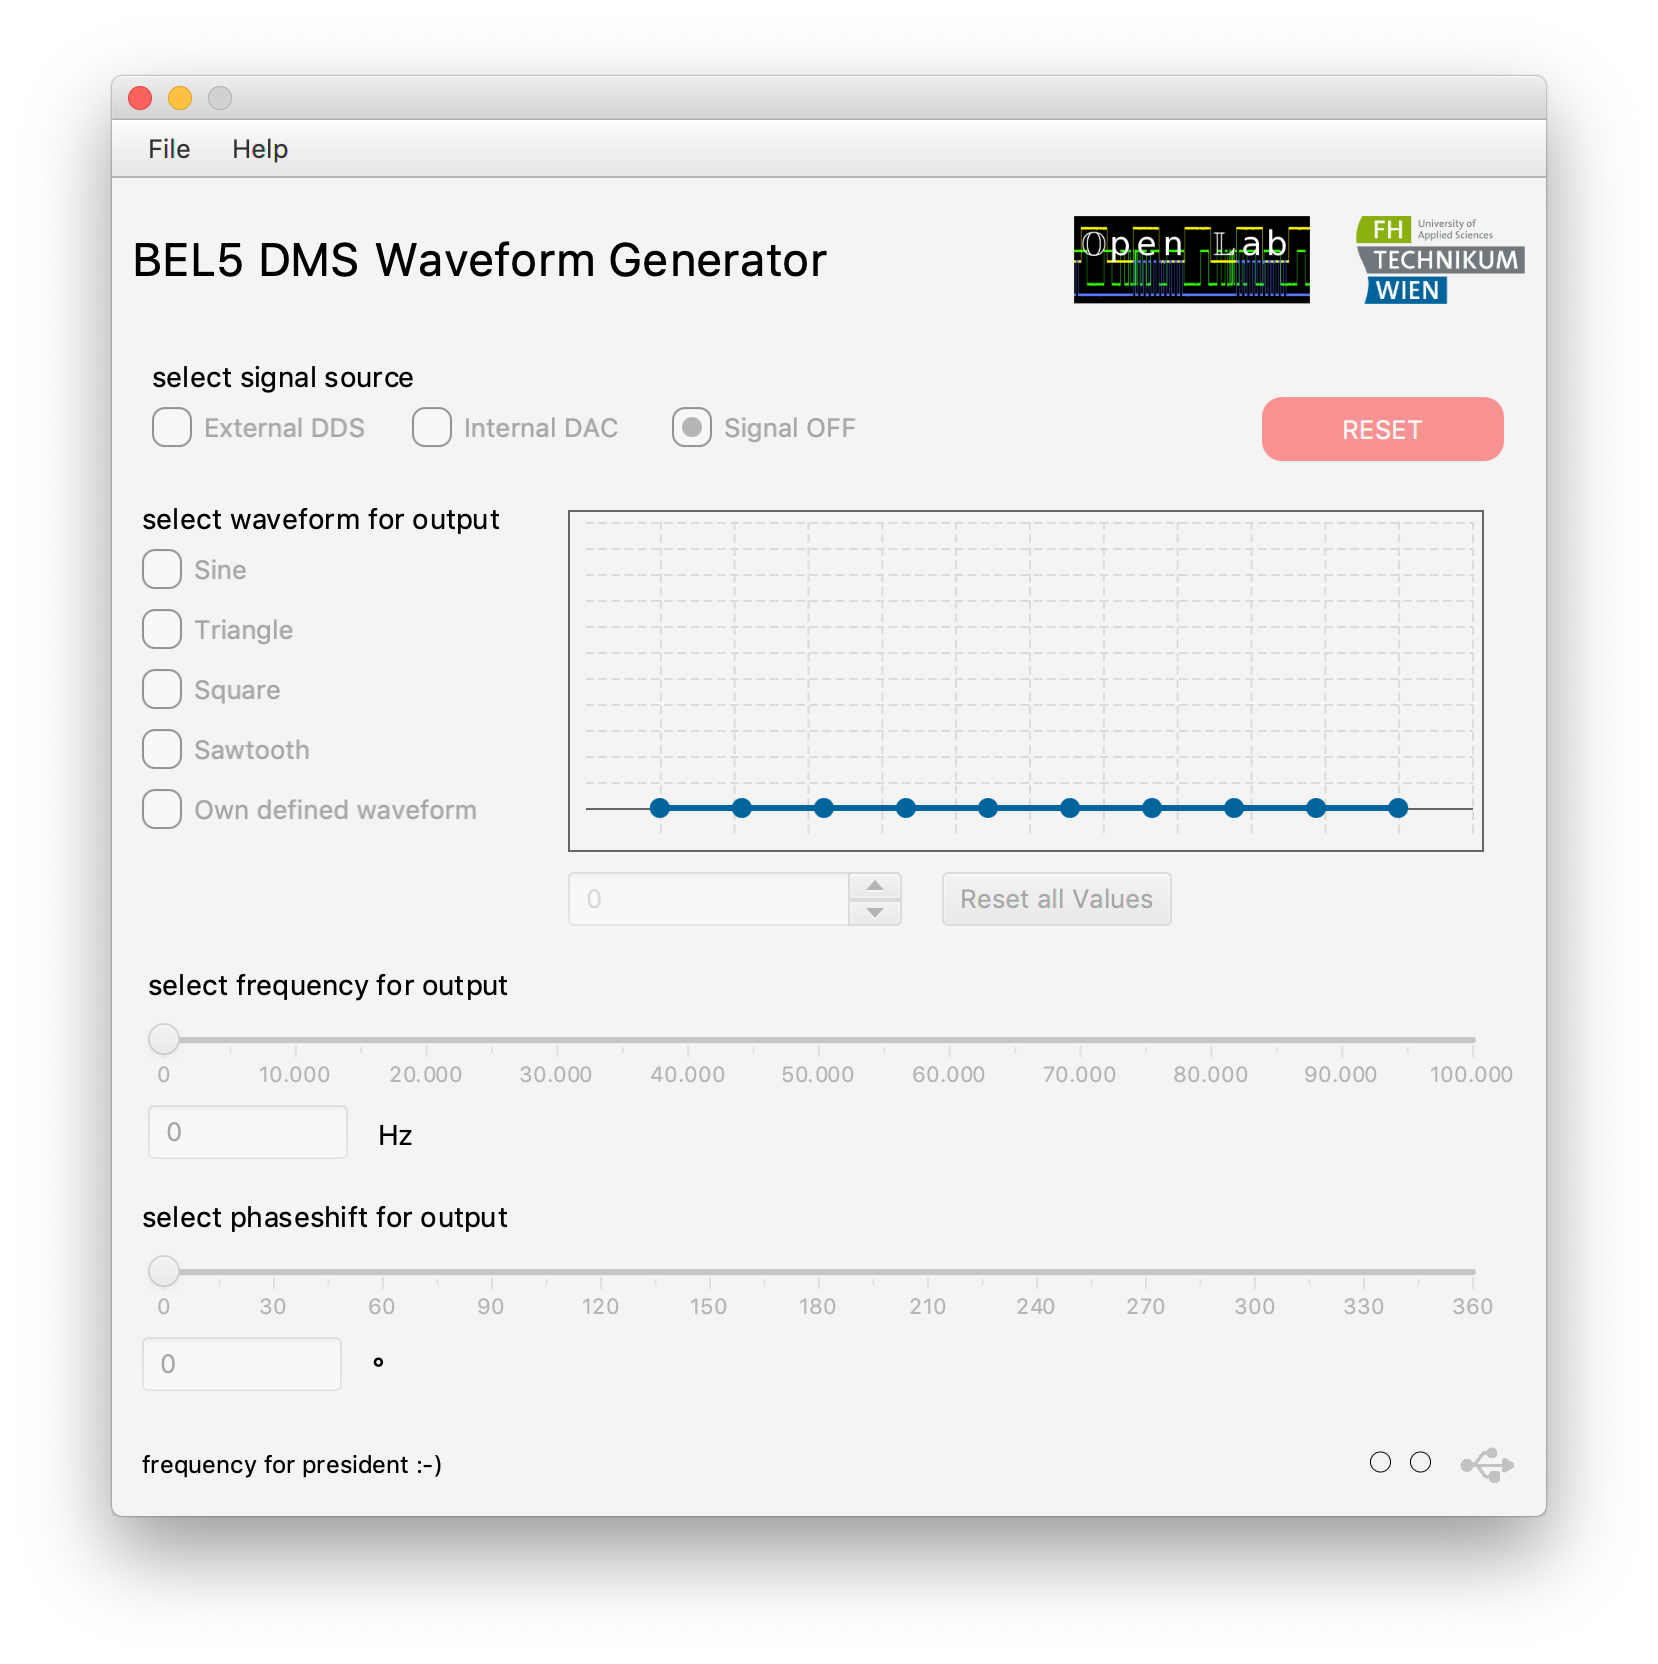 File Help
BEL5 DMS Waveform Generator
Open Lab
FH University of
Applied Sciences
TECHNIKUM
WIEN
select signal source
External DDS Internal DAC Signal OFF
RESET
select waveform for output
Sine
Triangle
Square
Sawtooth
Own defined waveform
0 Reset all Values
select frequency for output
0 10.000 20.000 30.000 40.000 50.000 60.000 70.000 80.000 90.000 100.000
0 Hz
select phaseshift for output
0 30 60 90 120 150 180 210 240 270 300 330 360
0 °
frequency for president :-)